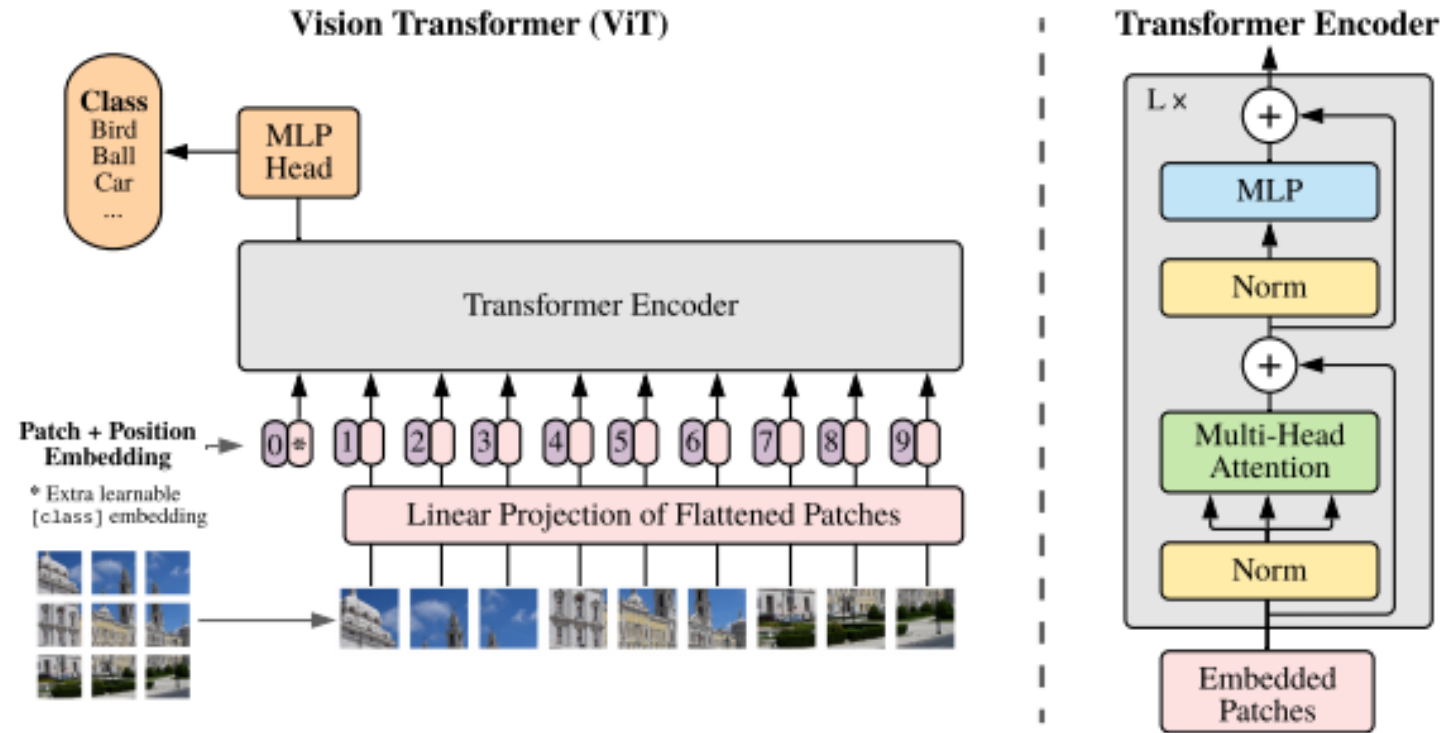 Vision Transformer (ViT)
Class
Bird
Ball
Car
...
MLP
Head
Transformer Encoder
Patch + Position
Embedding
0 * 1 2 3 4 5 6 7 8 9
* Extra learnable
[class] embedding
Linear Projection of Flattened Patches
Transformer Encoder
L ×
+
MLP
Norm
+
Multi-Head
Attention
Norm
Embedded
Patches